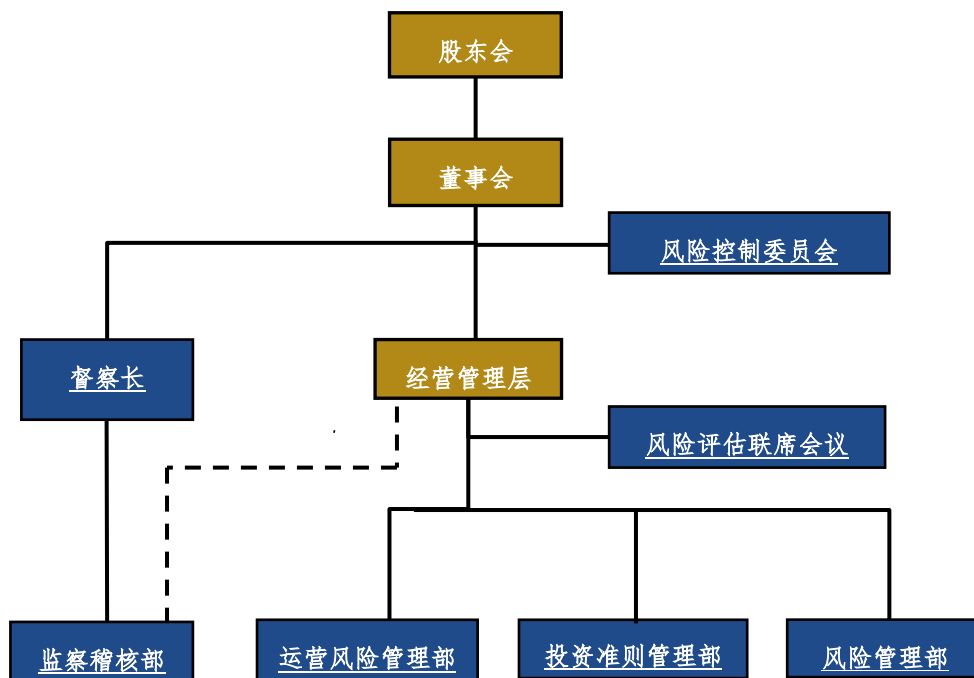 股东会
董事会
风险控制委员会
督察长
经营管理层
风险评估联席会议
监察稽核部
运营风险管理部
投资准则管理部
风险管理部